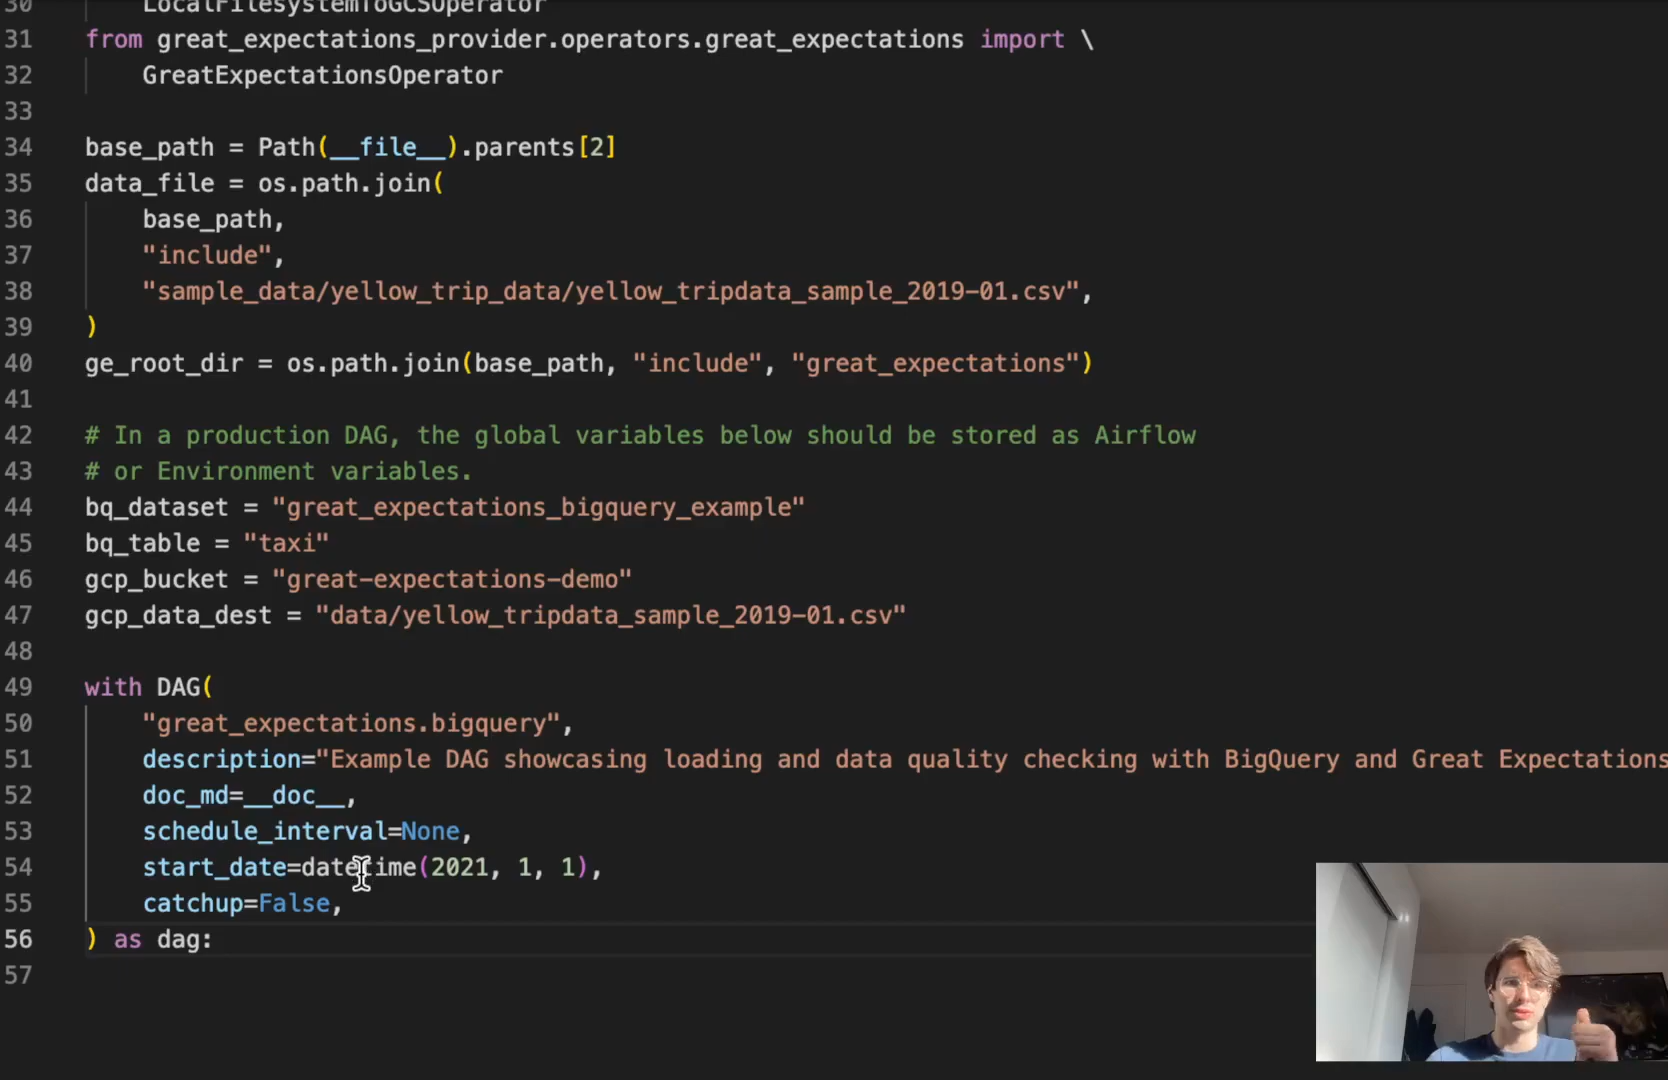 30 LocalFilesystemToGCSOperator
31 from great_expectations_provider.operators.great_expectations import \
32 GreatExpectationsOperator
33
34 base_path = Path(__file__).parents[2]
35 data_file = os.path.join(
36 base_path,
37 "include",
38 "sample_data/yellow_trip_data/yellow_tripdata_sample_2019-01.csv",
39 )
40 ge_root_dir = os.path.join(base_path, "include", "great_expectations")
41
42 # In a production DAG, the global variables below should be stored as Airflow
43 # or Environment variables.
44 bq_dataset = "great_expectations_bigquery_example"
45 bq_table = "taxi"
46 gcp_bucket = "great-expectations-demo"
47 gcp_data_dest = "data/yellow_tripdata_sample_2019-01.csv"
48
49 with DAG(
50 "great_expectations.bigquery",
51 description="Example DAG showcasing loading and data quality checking with BigQuery and Great Expectations
52 doc_md=__doc__,
53 schedule_interval=None,
54 start_date=datetime(2021, 1, 1),
55 catchup=False,
56 ) as dag:
57